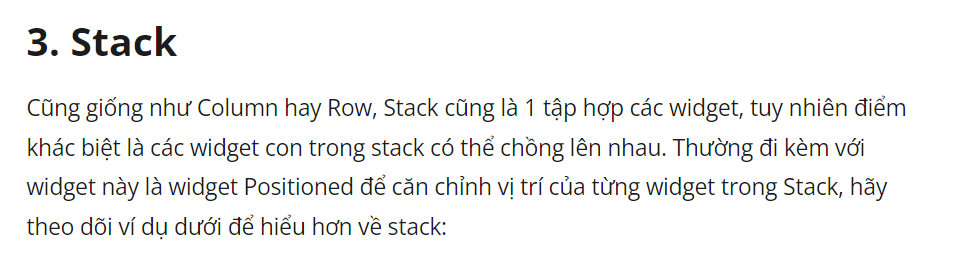 3. Stack
Cũng giống như Column hay Row, Stack cũng là 1 tập hợp các widget, tuy nhiên điểm
khác biệt là các widget con trong stack có thể chồng lên nhau. Thường đi kèm với
widget này là widget Positioned để căn chỉnh vị trí của từng widget trong Stack, hãy
theo dõi ví dụ dưới để hiểu hơn về stack: